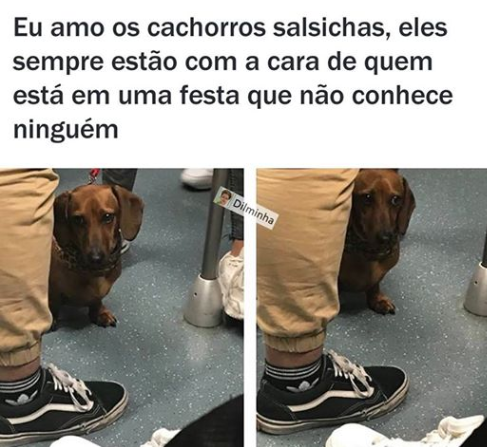 Eu amo os cachorros salsichas, eles
sempre estão com a cara de quem
está em uma festa que não conhece
ninguém
Dilminha